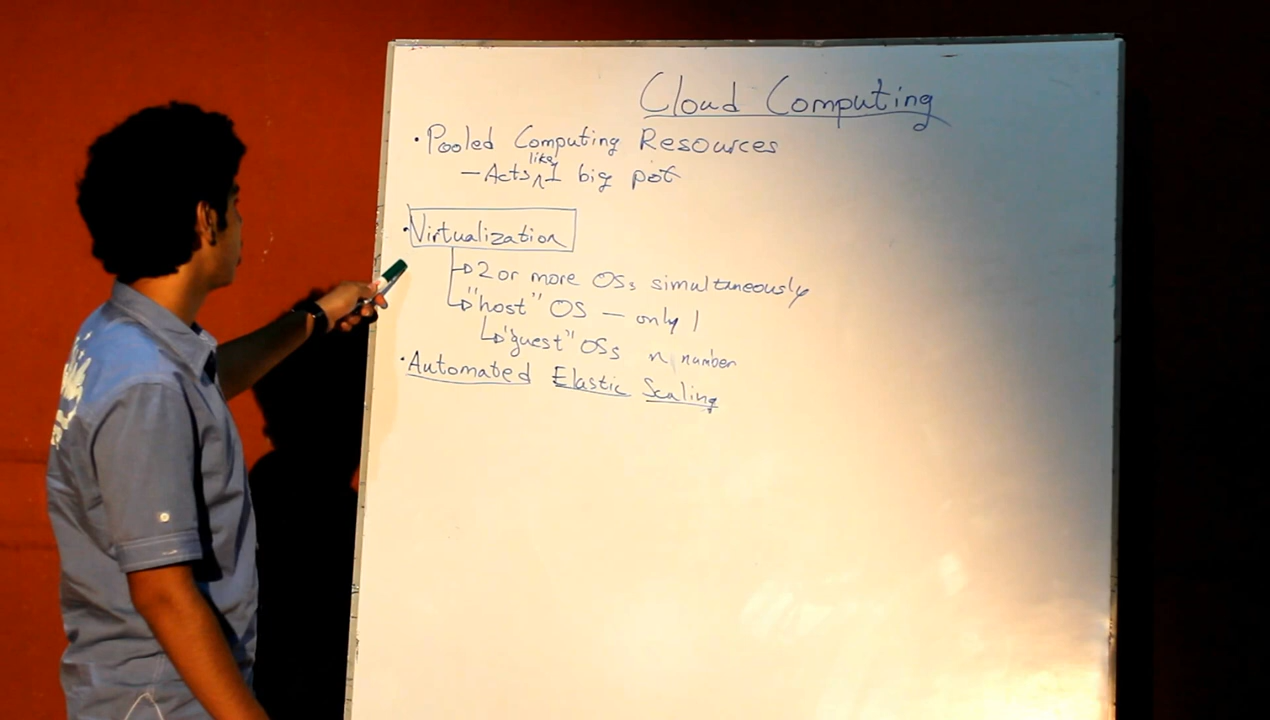 Cloud Computing
• Pooled Computing Resources
– Acts like 1 big pot
• Virtualization
2 or more OSs simultaneously
"host" OS – only 1
"guest" OSs n number
• Automated Elastic Scaling